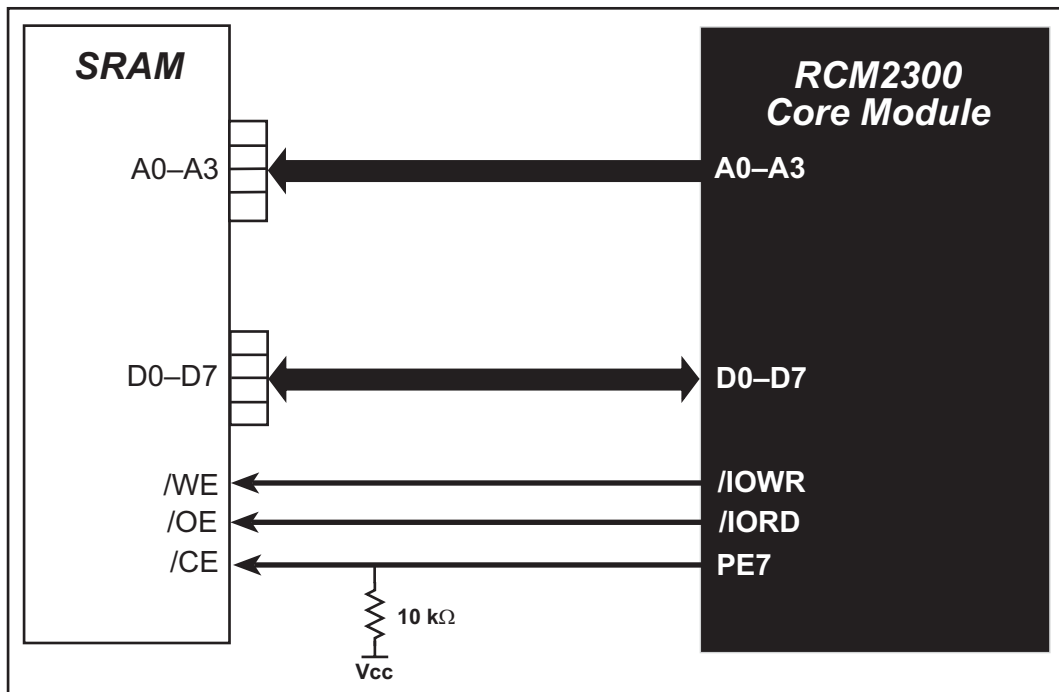 SRAM
RCM2300
Core Module
A0–A3
A0–A3
D0–D7
D0–D7
/WE
/IOWR
/OE
/IORD
/CE
PE7
10 kΩ
Vcc